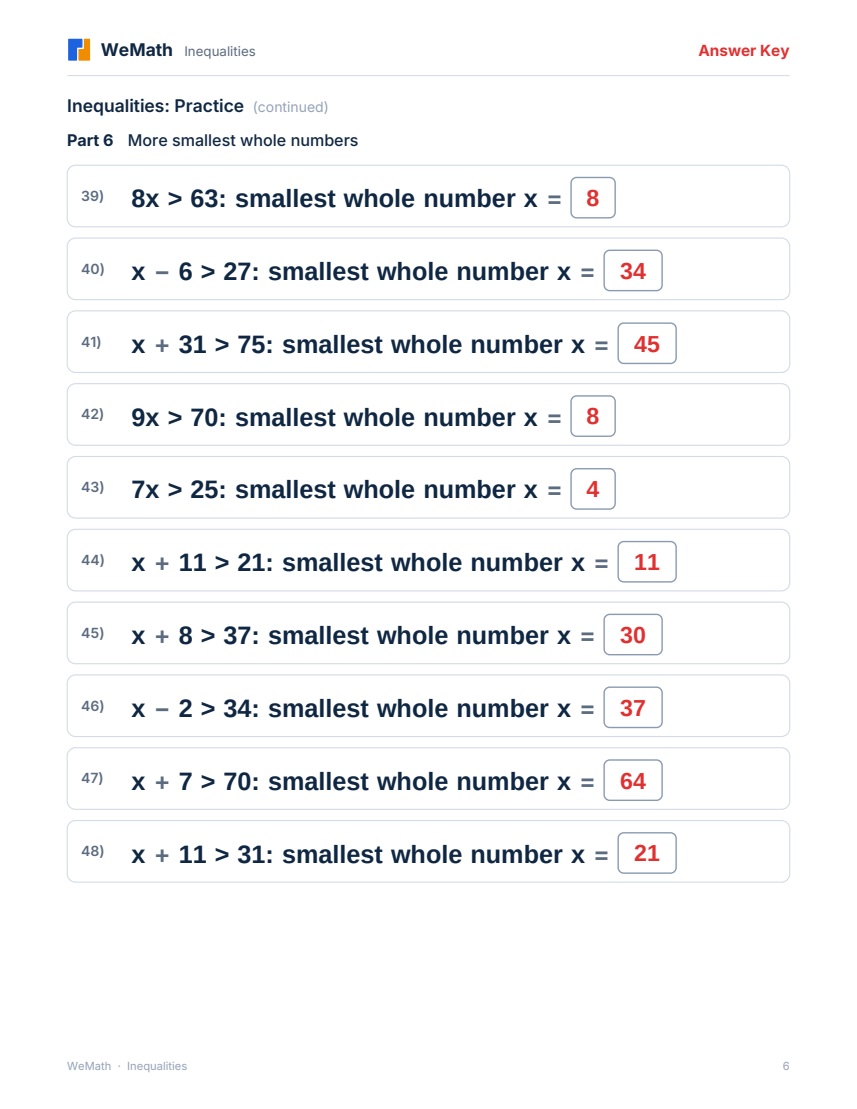 WeMath Inequalities Answer Key
Inequalities: Practice (continued)
Part 6 More smallest whole numbers
39) 8x > 63: smallest whole number x = 8
40) x − 6 > 27: smallest whole number x = 34
41) x + 31 > 75: smallest whole number x = 45
42) 9x > 70: smallest whole number x = 8
43) 7x > 25: smallest whole number x = 4
44) x + 11 > 21: smallest whole number x = 11
45) x + 8 > 37: smallest whole number x = 30
46) x − 2 > 34: smallest whole number x = 37
47) x + 7 > 70: smallest whole number x = 64
48) x + 11 > 31: smallest whole number x = 21
WeMath · Inequalities 6